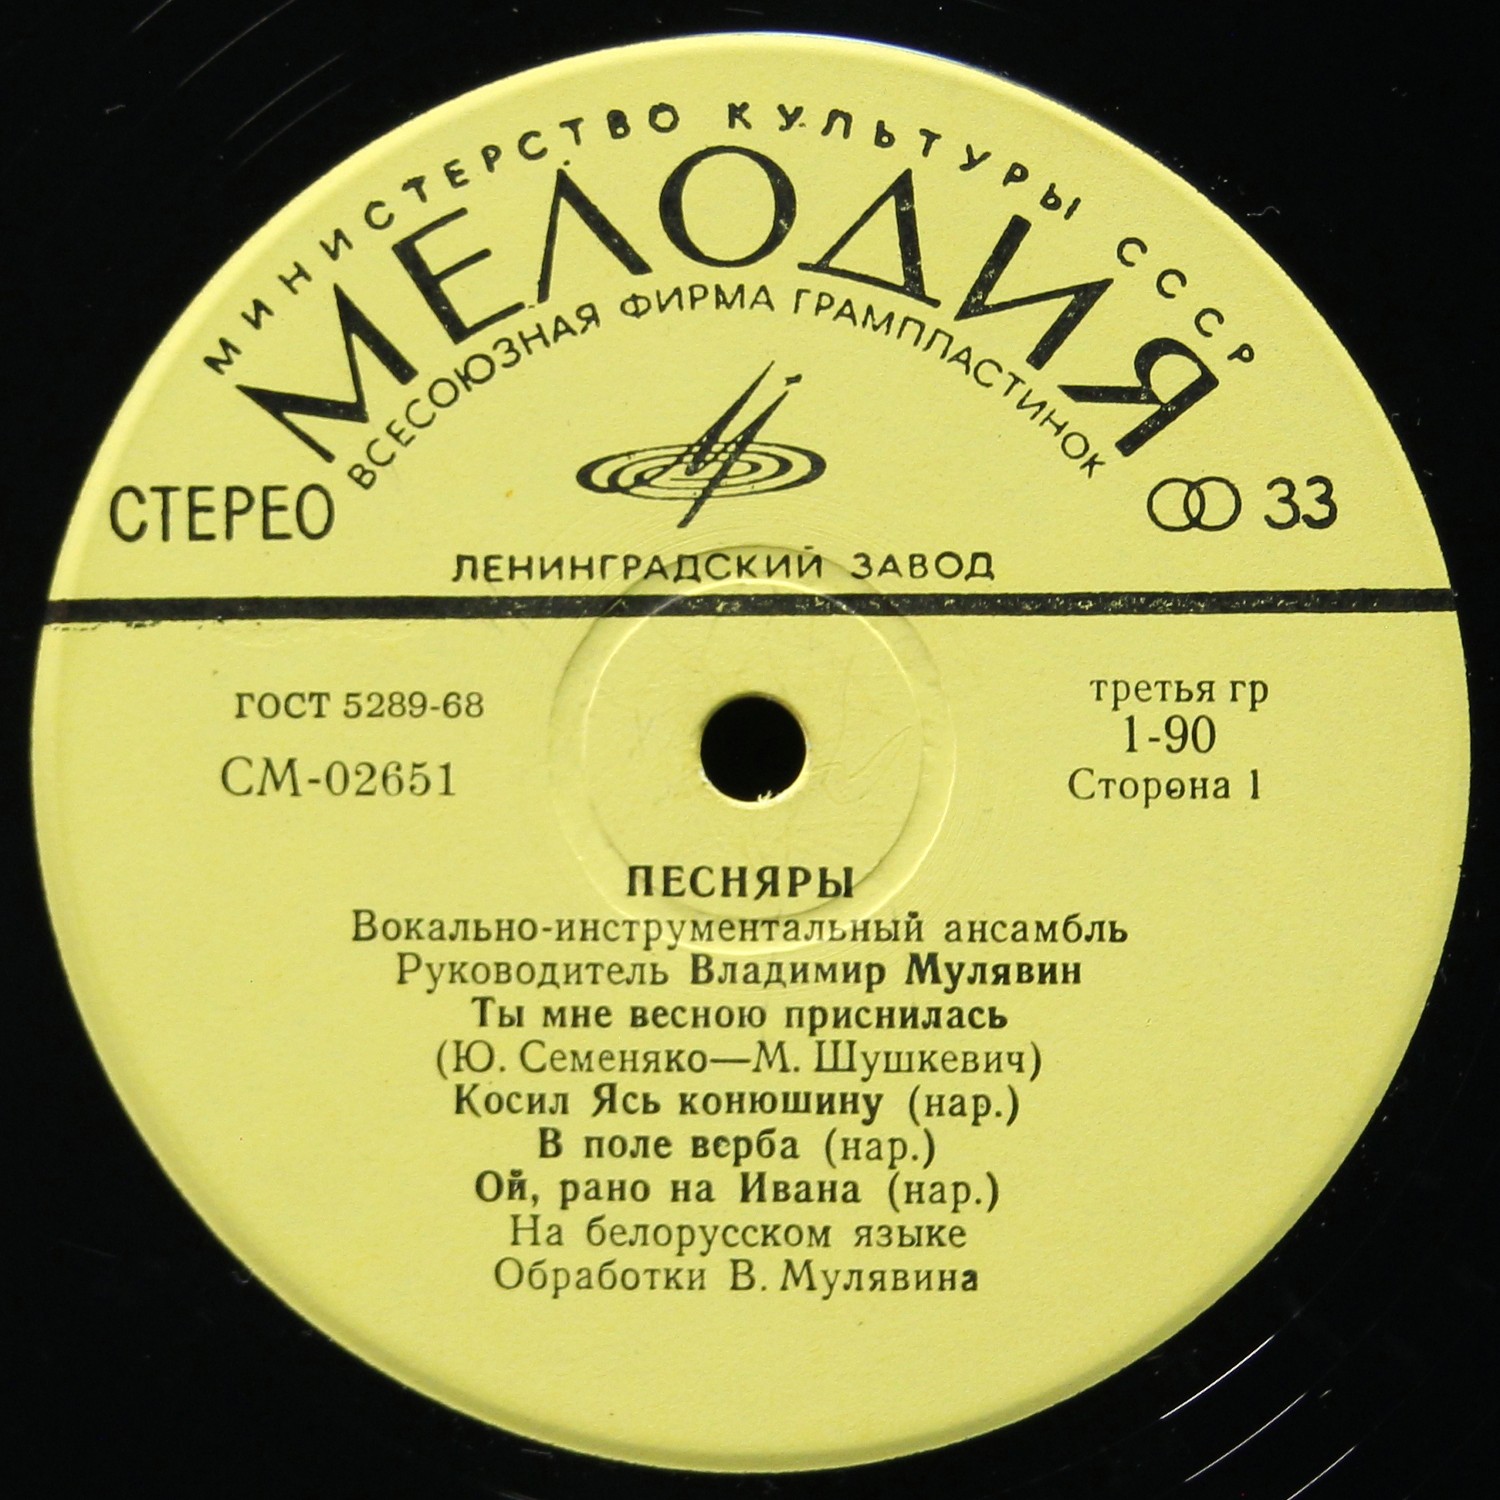 МИНИСТЕРСТВО КУЛЬТУРЫ СССР
МЕЛОДИЯ
ВСЕСОЮЗНАЯ ФИРМА ГРАМПЛАСТИНОК
СТЕРЕО
33
ЛЕНИНГРАДСКИЙ ЗАВОД
ГОСТ 5289-68
СМ-02651
третья гр
1-90
Сторона 1
ПЕСНЯРЫ
Вокально-инструментальный ансамбль
Руководитель Владимир Мулявин
Ты мне весною приснилась
(Ю. Семеняко—М. Шушкевич)
Косил Ясь конюшину (нар.)
В поле верба (нар.)
Ой, рано на Ивана (нар.)
На белорусском языке
Обработки В. Мулявина